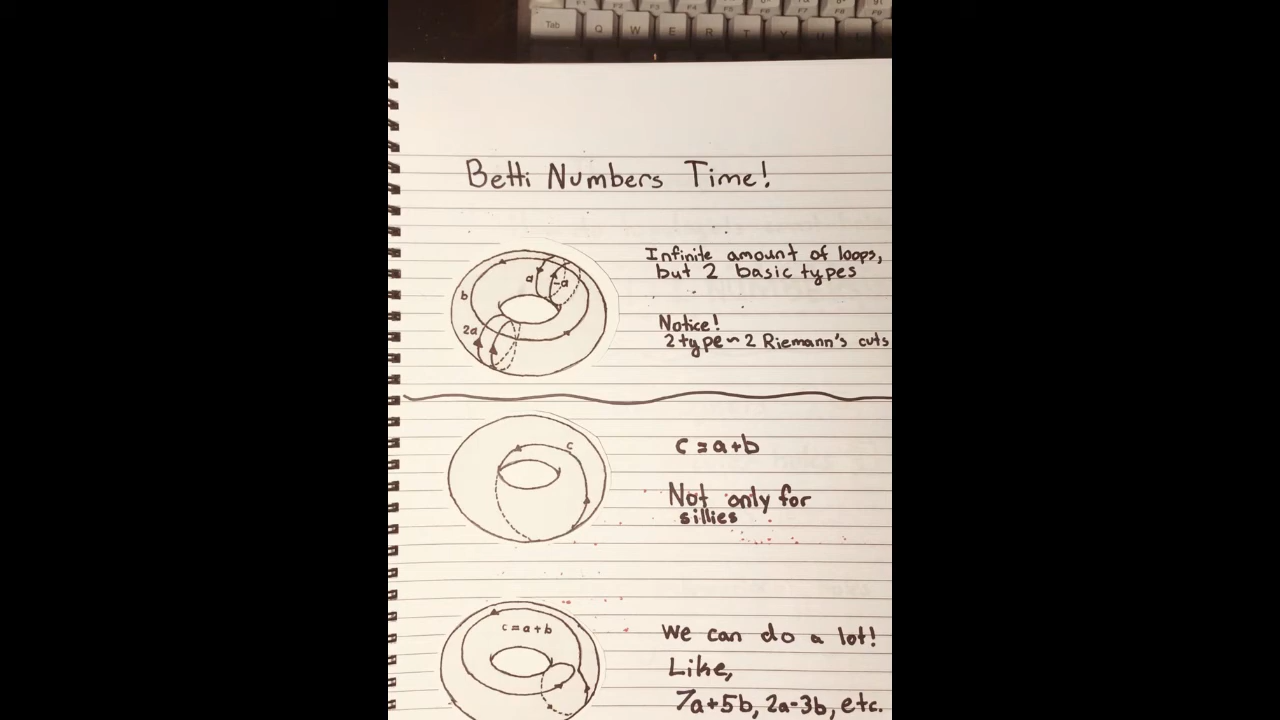 Tab Q W E R T Y U
Betti Numbers Time!
Infinite amount of loops,
but 2 basic types
a
-a
b
2a
Notice!
2 type ~ 2 Riemann's cuts
c
c = a+b
Not only for
sillies
c = a + b
We can do a lot!
Like,
7a+5b, 2a-3b, etc.